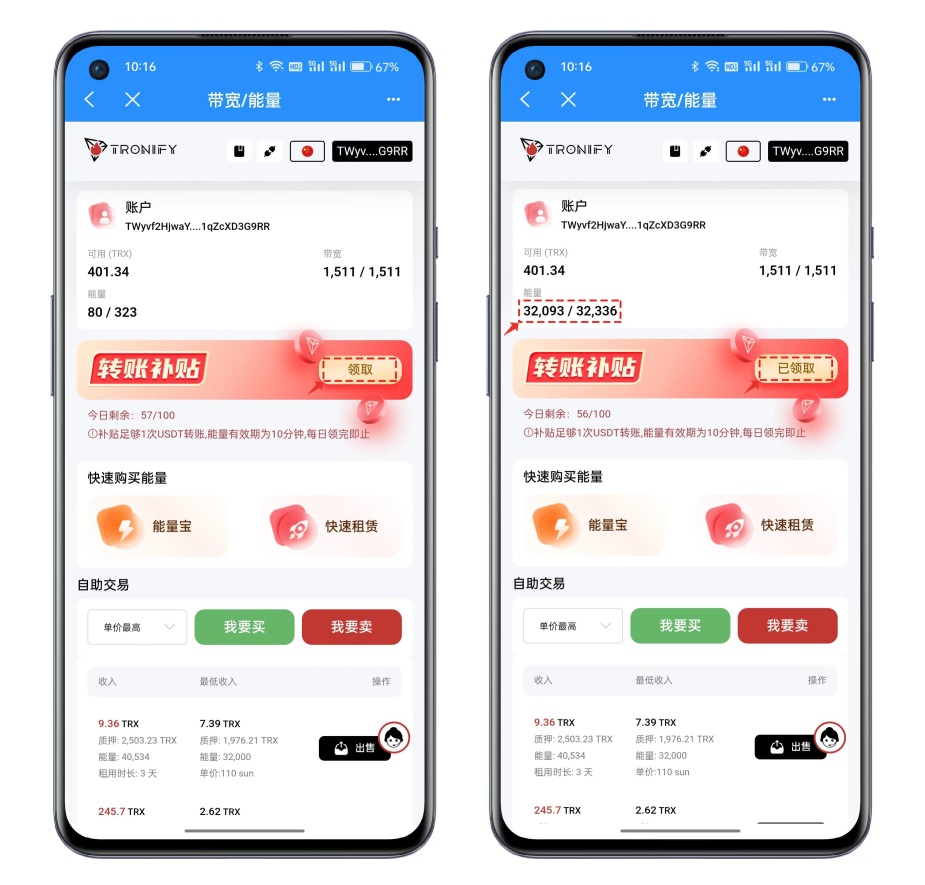 10:16
67%
带宽/能量
TRONIFY
TWyv....G9RR
账户
TWyvf2HjwaY....1qZcXD3G9RR
可用 (TRX)
带宽
401.34
1,511 / 1,511
能量
80 / 323
转账补贴
领取
今日剩余: 57/100
补贴足够1次USDT转账,能量有效期为10分钟,每日领完即止
快速购买能量
能量宝
快速租赁
自助交易
单价最高
我要买
我要卖
收入
最低收入
操作
9.36 TRX
7.39 TRX
质押: 2,503.23 TRX
质押: 1,976.21 TRX
能量: 40,534
能量: 32,000
租用时长: 3 天
单价:110 sun
出售
245.7 TRX
2.62 TRX
10:16
67%
带宽/能量
TRONIFY
TWyv....G9RR
账户
TWyvf2HjwaY....1qZcXD3G9RR
可用 (TRX)
带宽
401.34
1,511 / 1,511
能量
32,093 / 32,336
转账补贴
已领取
今日剩余: 56/100
补贴足够1次USDT转账,能量有效期为10分钟,每日领完即止
快速购买能量
能量宝
快速租赁
自助交易
单价最高
我要买
我要卖
收入
最低收入
操作
9.36 TRX
7.39 TRX
质押: 2,503.23 TRX
质押: 1,976.21 TRX
能量: 40,534
能量: 32,000
租用时长: 3 天
单价:110 sun
出售
245.7 TRX
2.62 TRX